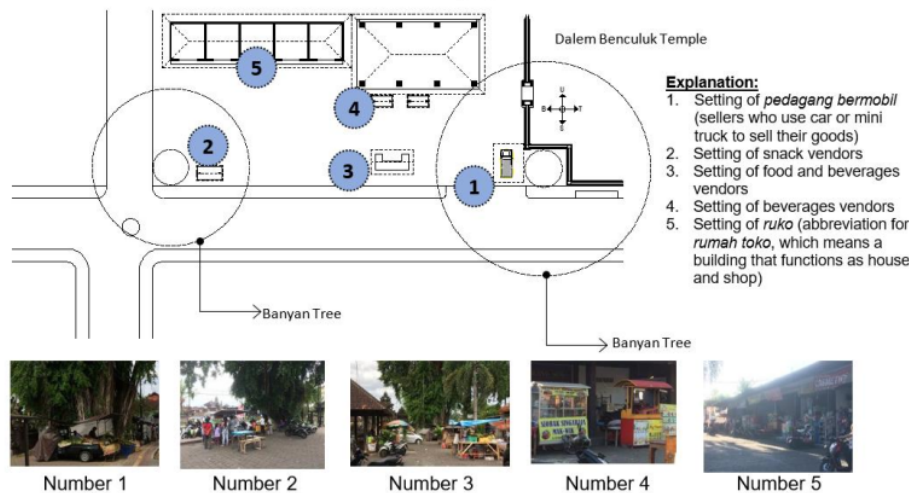 Dalem Benculuk Temple
5
4
U
B T
S
2
3
1
Banyan Tree
Banyan Tree
Explanation:
1. Setting of pedagang bermobil
(sellers who use car or mini
truck to sell their goods)
2. Setting of snack vendors
3. Setting of food and beverages
vendors
4. Setting of beverages vendors
5. Setting of ruko (abbreviation for
rumah toko, which means a
building that functions as house
and shop)
Number 1
Number 2
Number 3
Number 4
Number 5